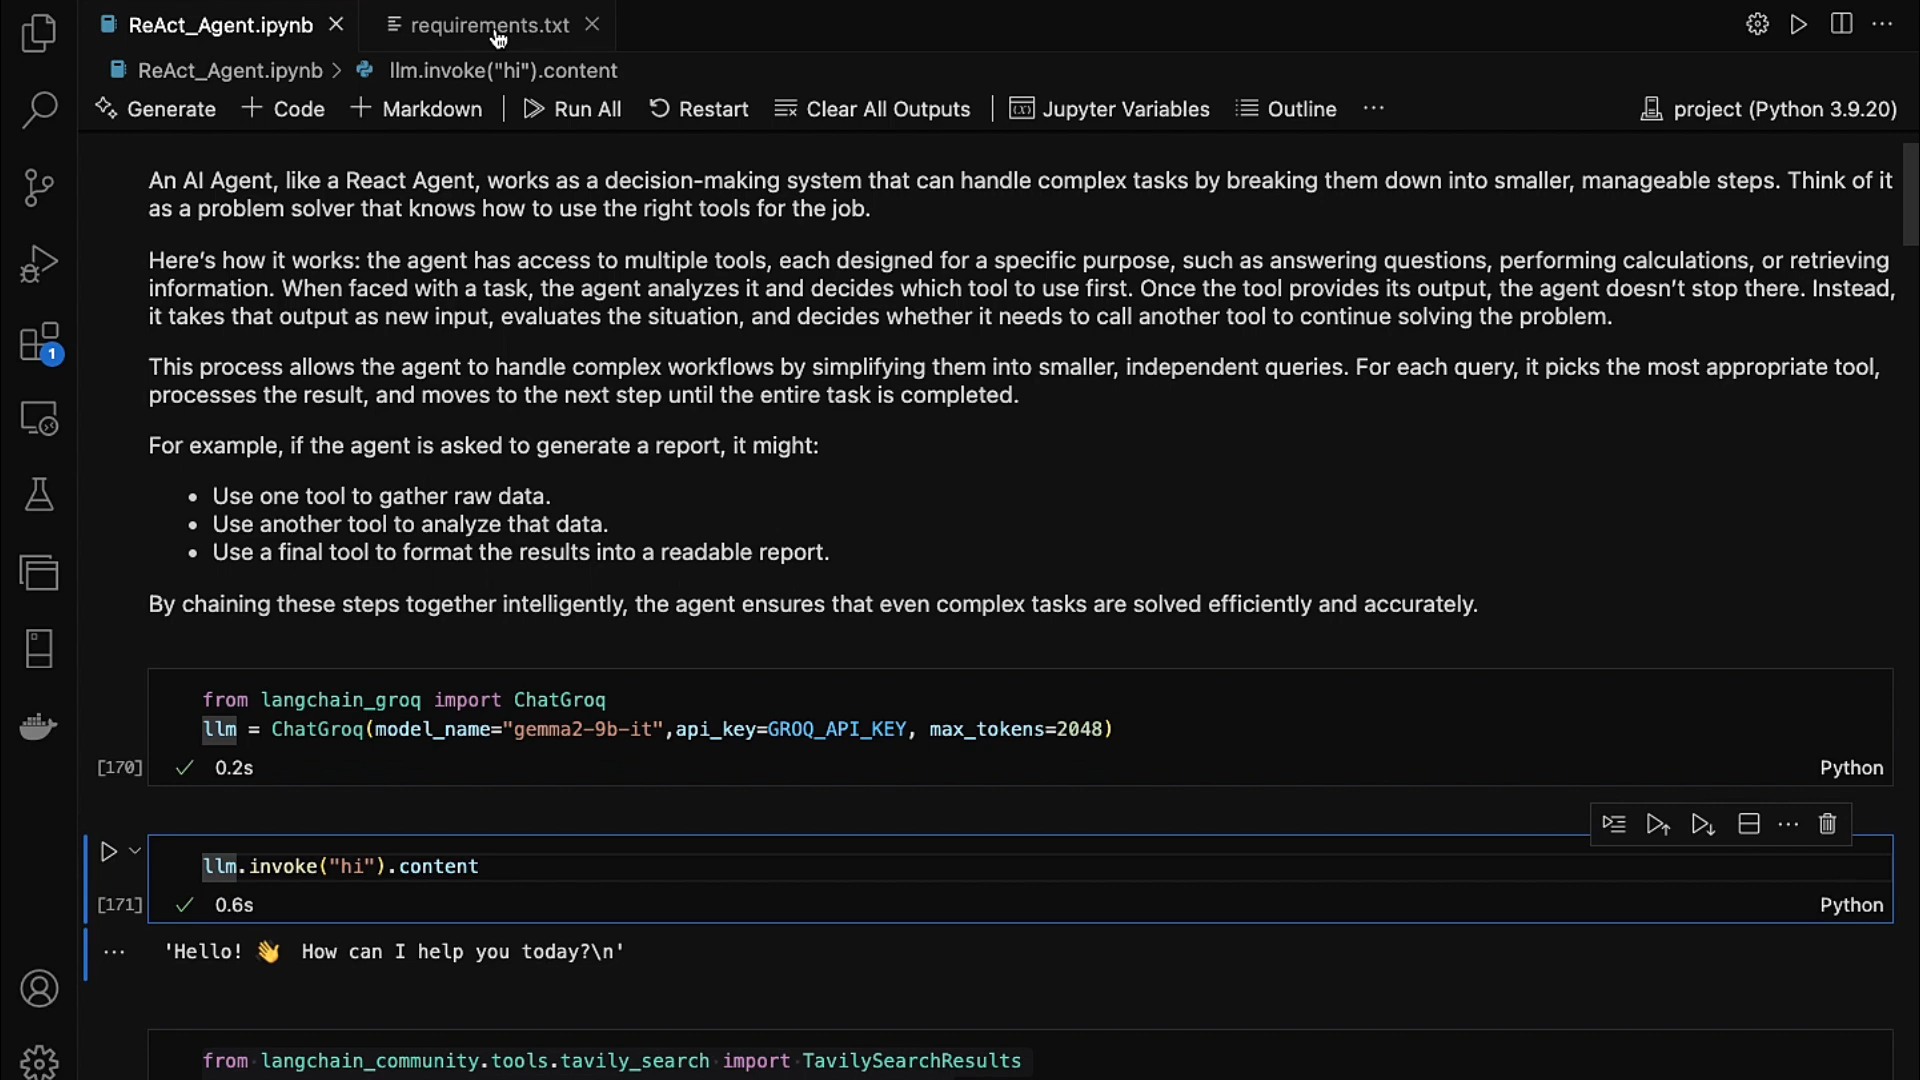 ReAct_Agent.ipynb requirements.txt
ReAct_Agent.ipynb > llm.invoke("hi").content
Generate + Code + Markdown Run All Restart Clear All Outputs Jupyter Variables Outline ... project (Python 3.9.20)
An AI Agent, like a React Agent, works as a decision-making system that can handle complex tasks by breaking them down into smaller, manageable steps. Think of it
as a problem solver that knows how to use the right tools for the job.
Here's how it works: the agent has access to multiple tools, each designed for a specific purpose, such as answering questions, performing calculations, or retrieving
information. When faced with a task, the agent analyzes it and decides which tool to use first. Once the tool provides its output, the agent doesn't stop there. Instead,
it takes that output as new input, evaluates the situation, and decides whether it needs to call another tool to continue solving the problem.
This process allows the agent to handle complex workflows by simplifying them into smaller, independent queries. For each query, it picks the most appropriate tool,
processes the result, and moves to the next step until the entire task is completed.
For example, if the agent is asked to generate a report, it might:
• Use one tool to gather raw data.
• Use another tool to analyze that data.
• Use a final tool to format the results into a readable report.
By chaining these steps together intelligently, the agent ensures that even complex tasks are solved efficiently and accurately.
from langchain_groq import ChatGroq
llm = ChatGroq(model_name="gemma2-9b-it",api_key=GROQ_API_KEY, max_tokens=2048)
[170] ✓ 0.2s Python
1
llm.invoke("hi").content
[171] ✓ 0.6s Python
... 'Hello! 👋 How can I help you today?\n'
from langchain_community.tools.tavily_search import TavilySearchResults